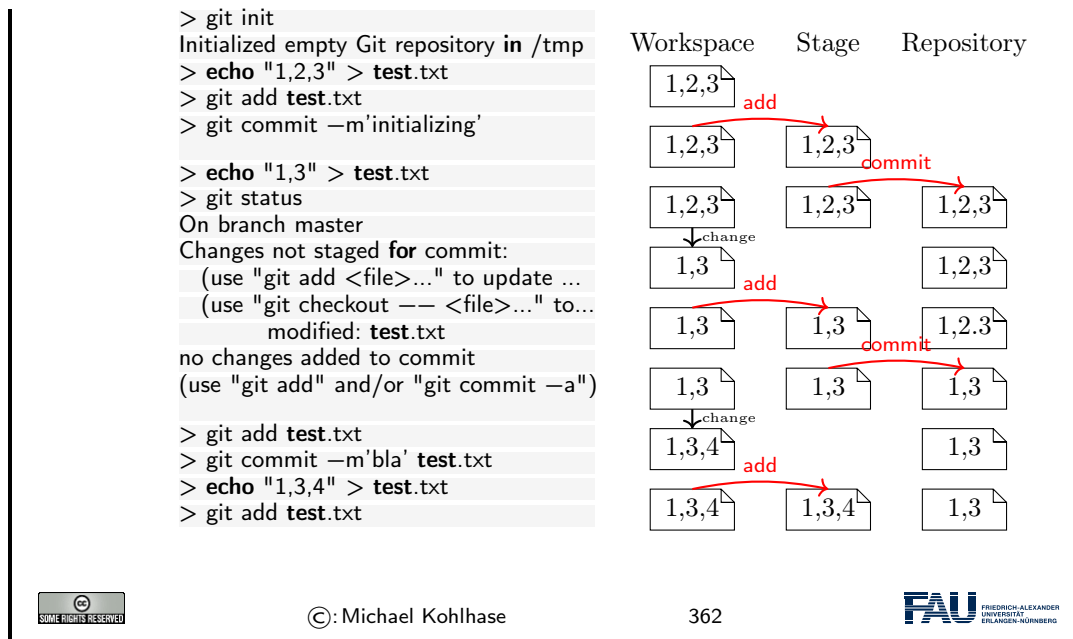 > git init
Initialized empty Git repository in /tmp
> echo "1,2,3" > test.txt
> git add test.txt
> git commit —m'initializing'
> echo "1,3" > test.txt
> git status
On branch master
Changes not staged for commit:
(use "git add <file>..." to update ...
(use "git checkout —— <file>..." to...
modified: test.txt
no changes added to commit
(use "git add" and/or "git commit —a")
> git add test.txt
> git commit —m'bla' test.txt
> echo "1,3,4" > test.txt
> git add test.txt
Workspace Stage Repository
1,2,3
add
1,2,3 1,2,3
commit
1,2,3 1,2,3 1,2,3
change
1,3 1,2,3
add
1,3 1,3 1,2.3
commit
1,3 1,3 1,3
change
1,3,4 1,3
add
1,3,4 1,3,4 1,3
cc
SOME RIGHTS RESERVED
©: Michael Kohlhase
362
FAU
FRIEDRICH-ALEXANDER
UNIVERSITÄT
ERLANGEN-NÜRNBERG